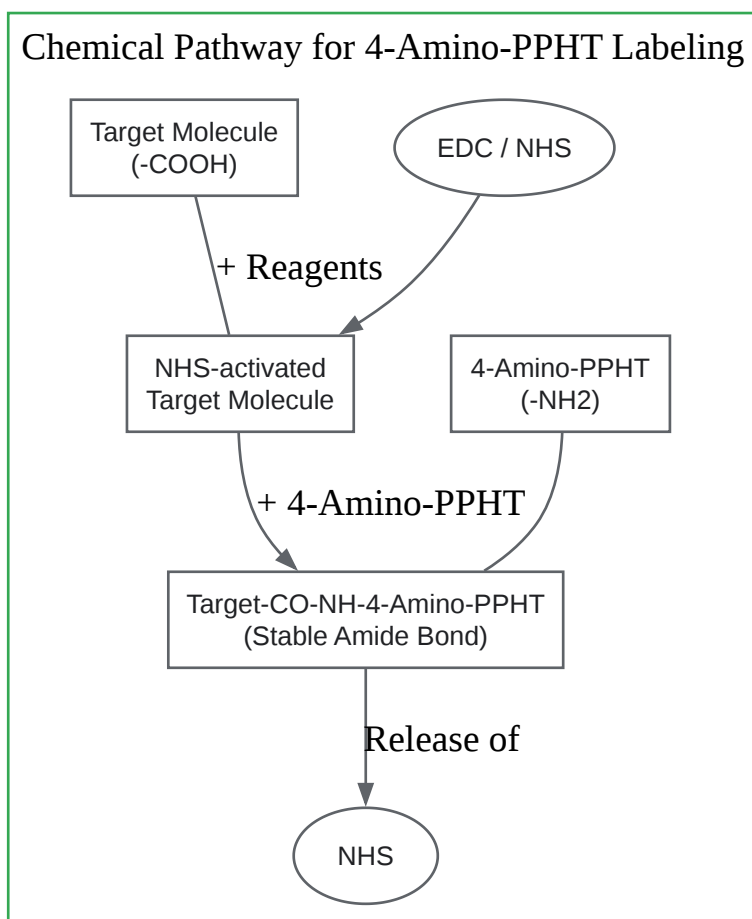 Chemical Pathway for 4-Amino-PPHT Labeling
Target Molecule
(-COOH)
EDC / NHS
+ Reagents
NHS-activated
Target Molecule
4-Amino-PPHT
(-NH2)
+ 4-Amino-PPHT
Target-CO-NH-4-Amino-PPHT
(Stable Amide Bond)
Release of
NHS